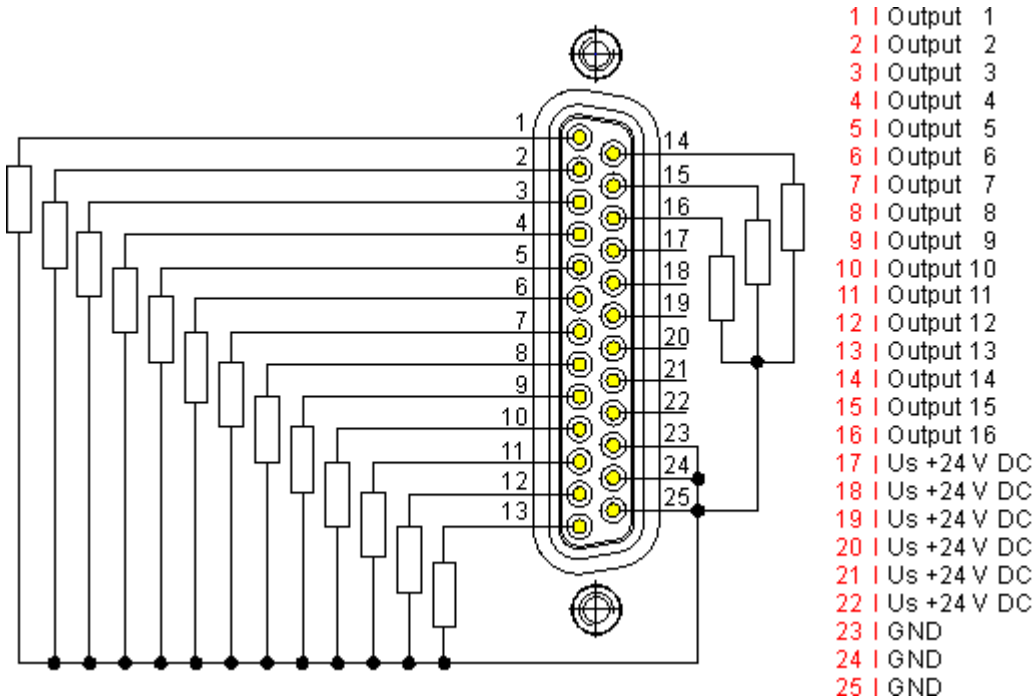 1
2
3
4
5
6
7
8
9
10
11
12
13
14
15
16
17
18
19
20
21
22
23
24
25
1 | Output 1
2 | Output 2
3 | Output 3
4 | Output 4
5 | Output 5
6 | Output 6
7 | Output 7
8 | Output 8
9 | Output 9
10 | Output 10
11 | Output 11
12 | Output 12
13 | Output 13
14 | Output 14
15 | Output 15
16 | Output 16
17 | Us +24 V DC
18 | Us +24 V DC
19 | Us +24 V DC
20 | Us +24 V DC
21 | Us +24 V DC
22 | Us +24 V DC
23 | GND
24 | GND
25 | GND